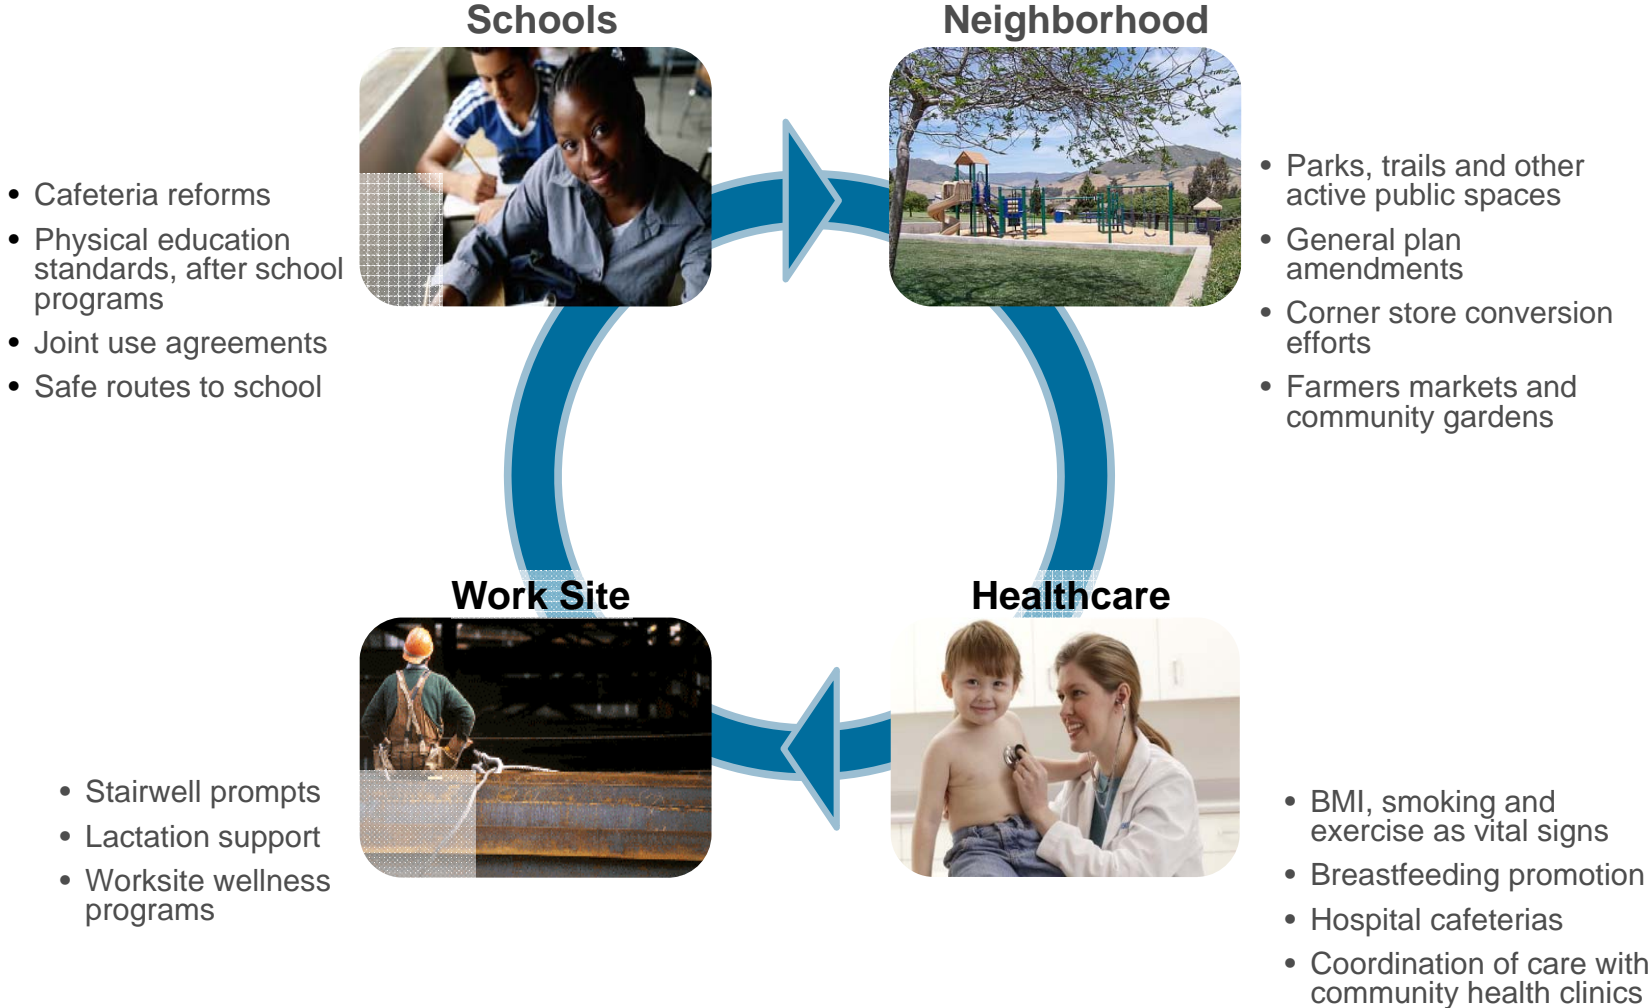 Schools
• Cafeteria reforms
• Physical education
standards, after school
programs
• Joint use agreements
• Safe routes to school
Neighborhood
• Parks, trails and other
active public spaces
• General plan
amendments
• Corner store conversion
efforts
• Farmers markets and
community gardens
Work Site
• Stairwell prompts
• Lactation support
• Worksite wellness
programs
Healthcare
• BMI, smoking and
exercise as vital signs
• Breastfeeding promotion
• Hospital cafeterias
• Coordination of care with
community health clinics